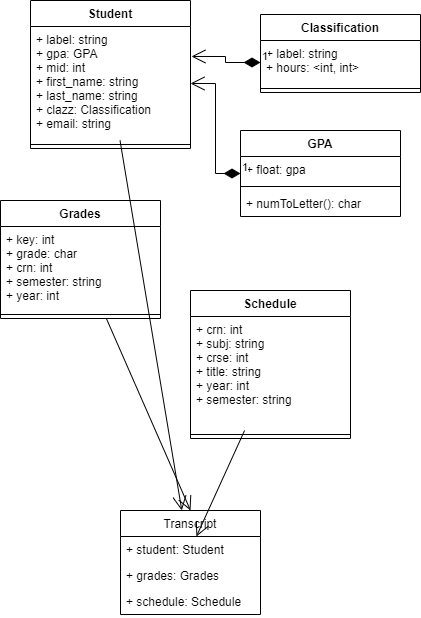 Student
+ label: string
+ gpa: GPA
+ mid: int
+ first_name: string
+ last_name: string
+ clazz: Classification
+ email: string
Classification
1
+ label: string
+ hours: <int, int>
GPA
1
+ float: gpa
+ numToLetter(): char
Grades
+ key: int
+ grade: char
+ crn: int
+ semester: string
+ year: int
Schedule
+ crn: int
+ subj: string
+ crse: int
+ title: string
+ year: int
+ semester: string
Transcript
+ student: Student
+ grades: Grades
+ schedule: Schedule